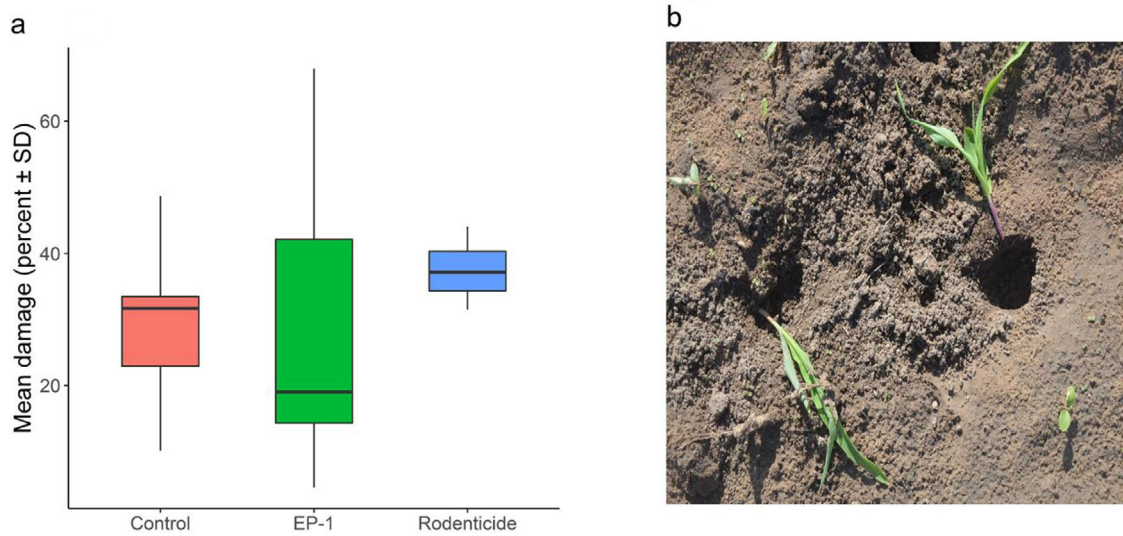 a
b
Mean damage (percent ± SD)
60
40
20
Control EP-1 Rodenticide